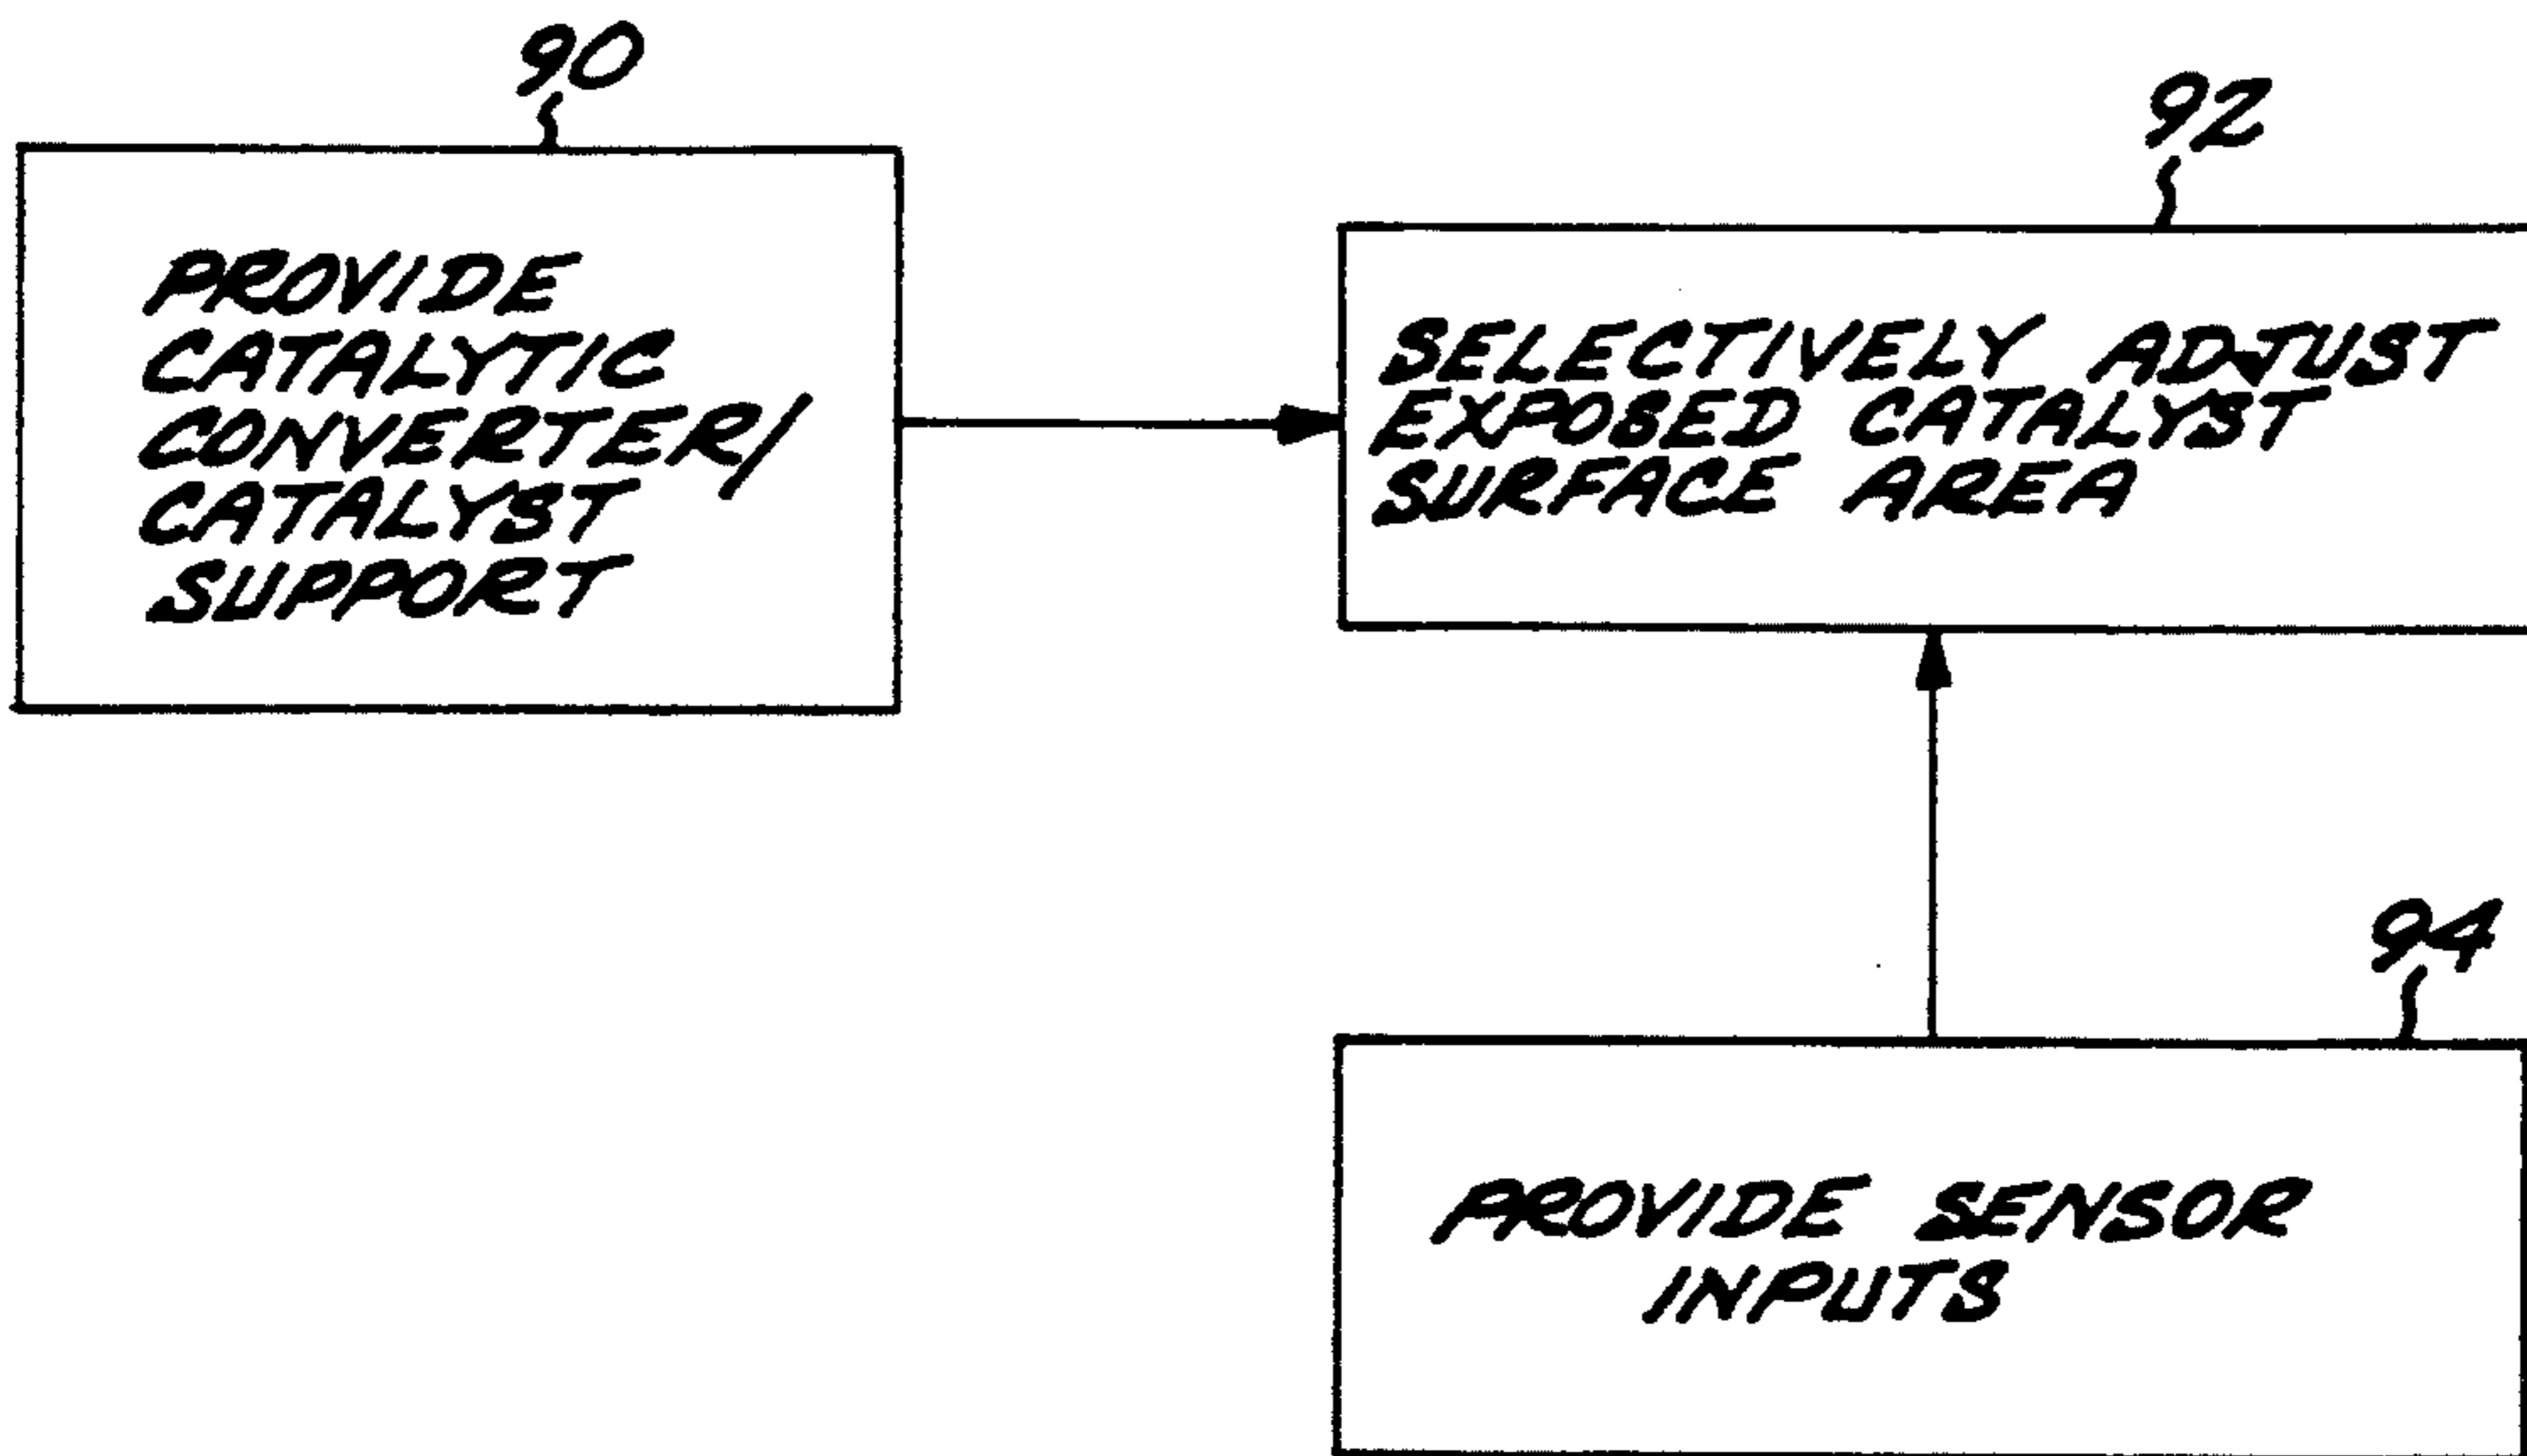 90
PROVIDE
CATALYTIC
CONVERTER/
CATALYST
SUPPORT
92
SELECTIVELY ADJUST
EXPOSED CATALYST
SURFACE AREA
94
PROVIDE SENSOR
INPUTS